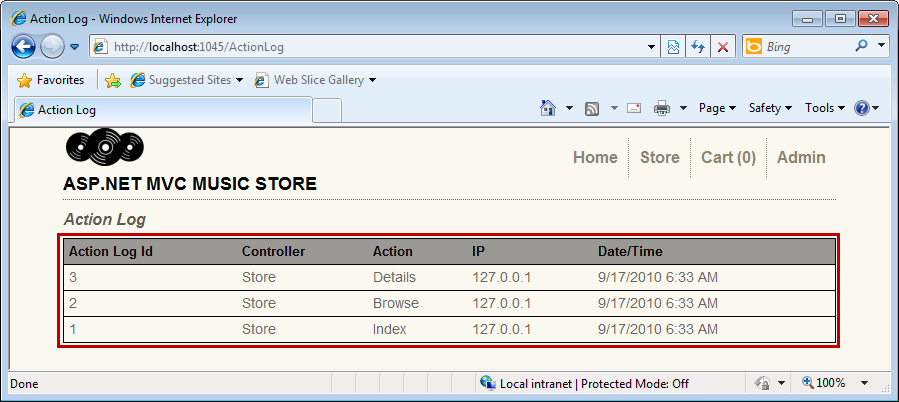 Action Log - Windows Internet Explorer
http://localhost:1045/ActionLog
Bing
Favorites Suggested Sites Web Slice Gallery
Action Log
Page Safety Tools
Home Store Cart (0) Admin
ASP.NET MVC MUSIC STORE
Action Log
Action Log Id Controller Action IP Date/Time
3 Store Details 127.0.0.1 9/17/2010 6:33 AM
2 Store Browse 127.0.0.1 9/17/2010 6:33 AM
1 Store Index 127.0.0.1 9/17/2010 6:33 AM
Done Local intranet | Protected Mode: Off 100%